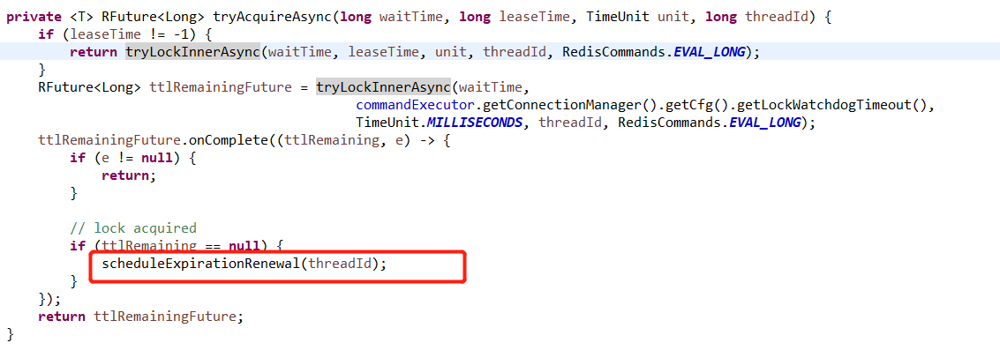 private <T> RFuture<Long> tryAcquireAsync(long waitTime, long leaseTime, TimeUnit unit, long threadId) {
    if (leaseTime != -1) {
        return tryLockInnerAsync(waitTime, leaseTime, unit, threadId, RedisCommands.EVAL_LONG);
    }
    RFuture<Long> ttlRemainingFuture = tryLockInnerAsync(waitTime,
                                            commandExecutor.getConnectionManager().getCfg().getLockWatchdogTimeout(),
                                            TimeUnit.MILLISECONDS, threadId, RedisCommands.EVAL_LONG);
    ttlRemainingFuture.onComplete((ttlRemaining, e) -> {
        if (e != null) {
            return;
        }

        // lock acquired
        if (ttlRemaining == null) {
            scheduleExpirationRenewal(threadId);
        }
    });
    return ttlRemainingFuture;
}